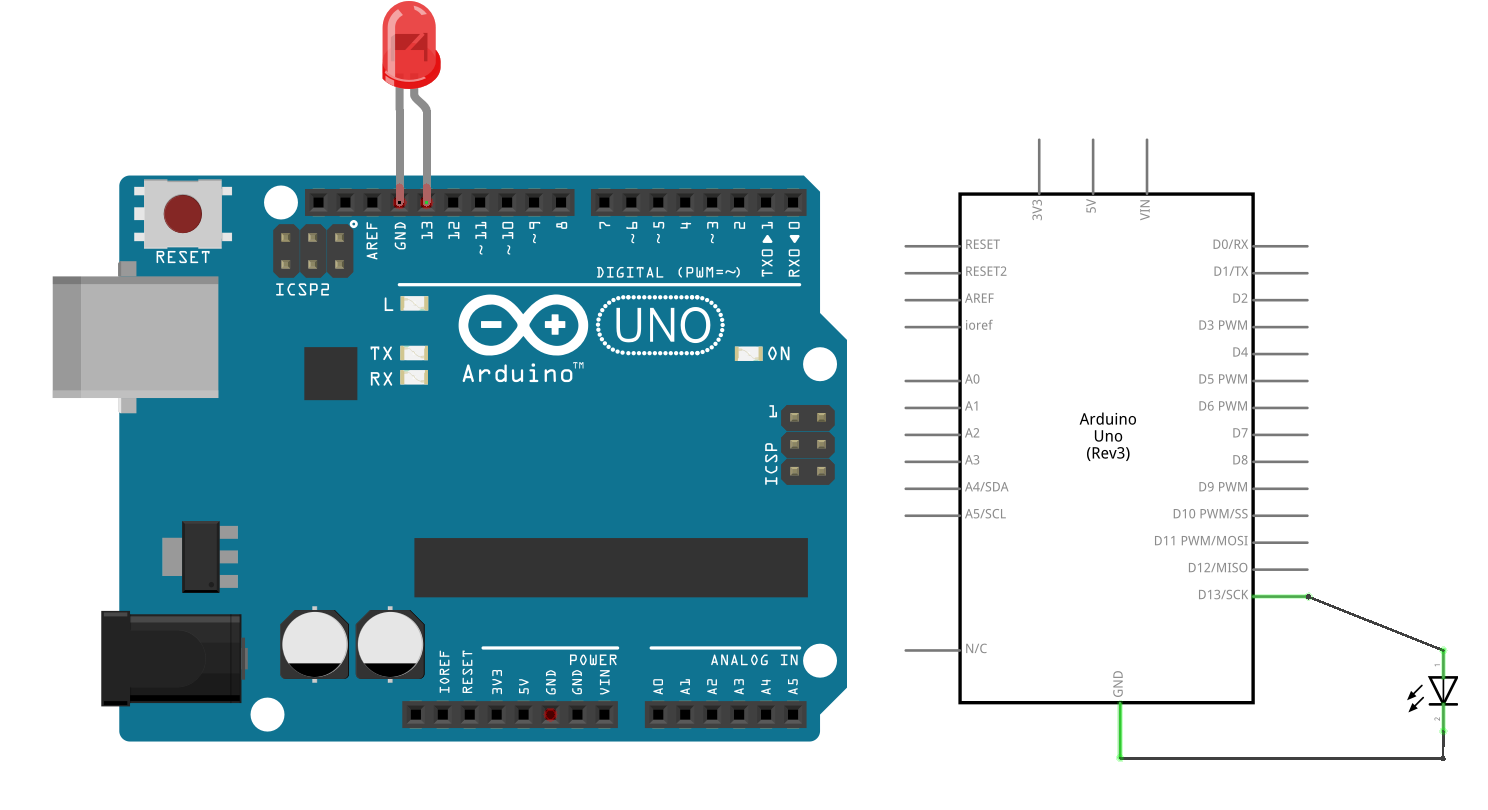 RESET
ICSP2
AREF
GND
13
12
~11
~10
~9
8
7
~6
~5
4
~3
2
TX0▶1
RX0◀0
DIGITAL (PWM=~)
L
TX
RX
UNO
Arduino™
ON
1
ICSP
POWER
ANALOG IN
IOREF
RESET
3V3
5V
GND
GND
VIN
A0
A1
A2
A3
A4
A5
3V3
5V
VIN
RESET
RESET2
AREF
ioref
A0
A1
A2
A3
A4/SDA
A5/SCL
N/C
Arduino
Uno
(Rev3)
D0/RX
D1/TX
D2
D3 PWM
D4
D5 PWM
D6 PWM
D7
D8
D9 PWM
D10 PWM/SS
D11 PWM/MOSI
D12/MISO
D13/SCK
GND
1
2